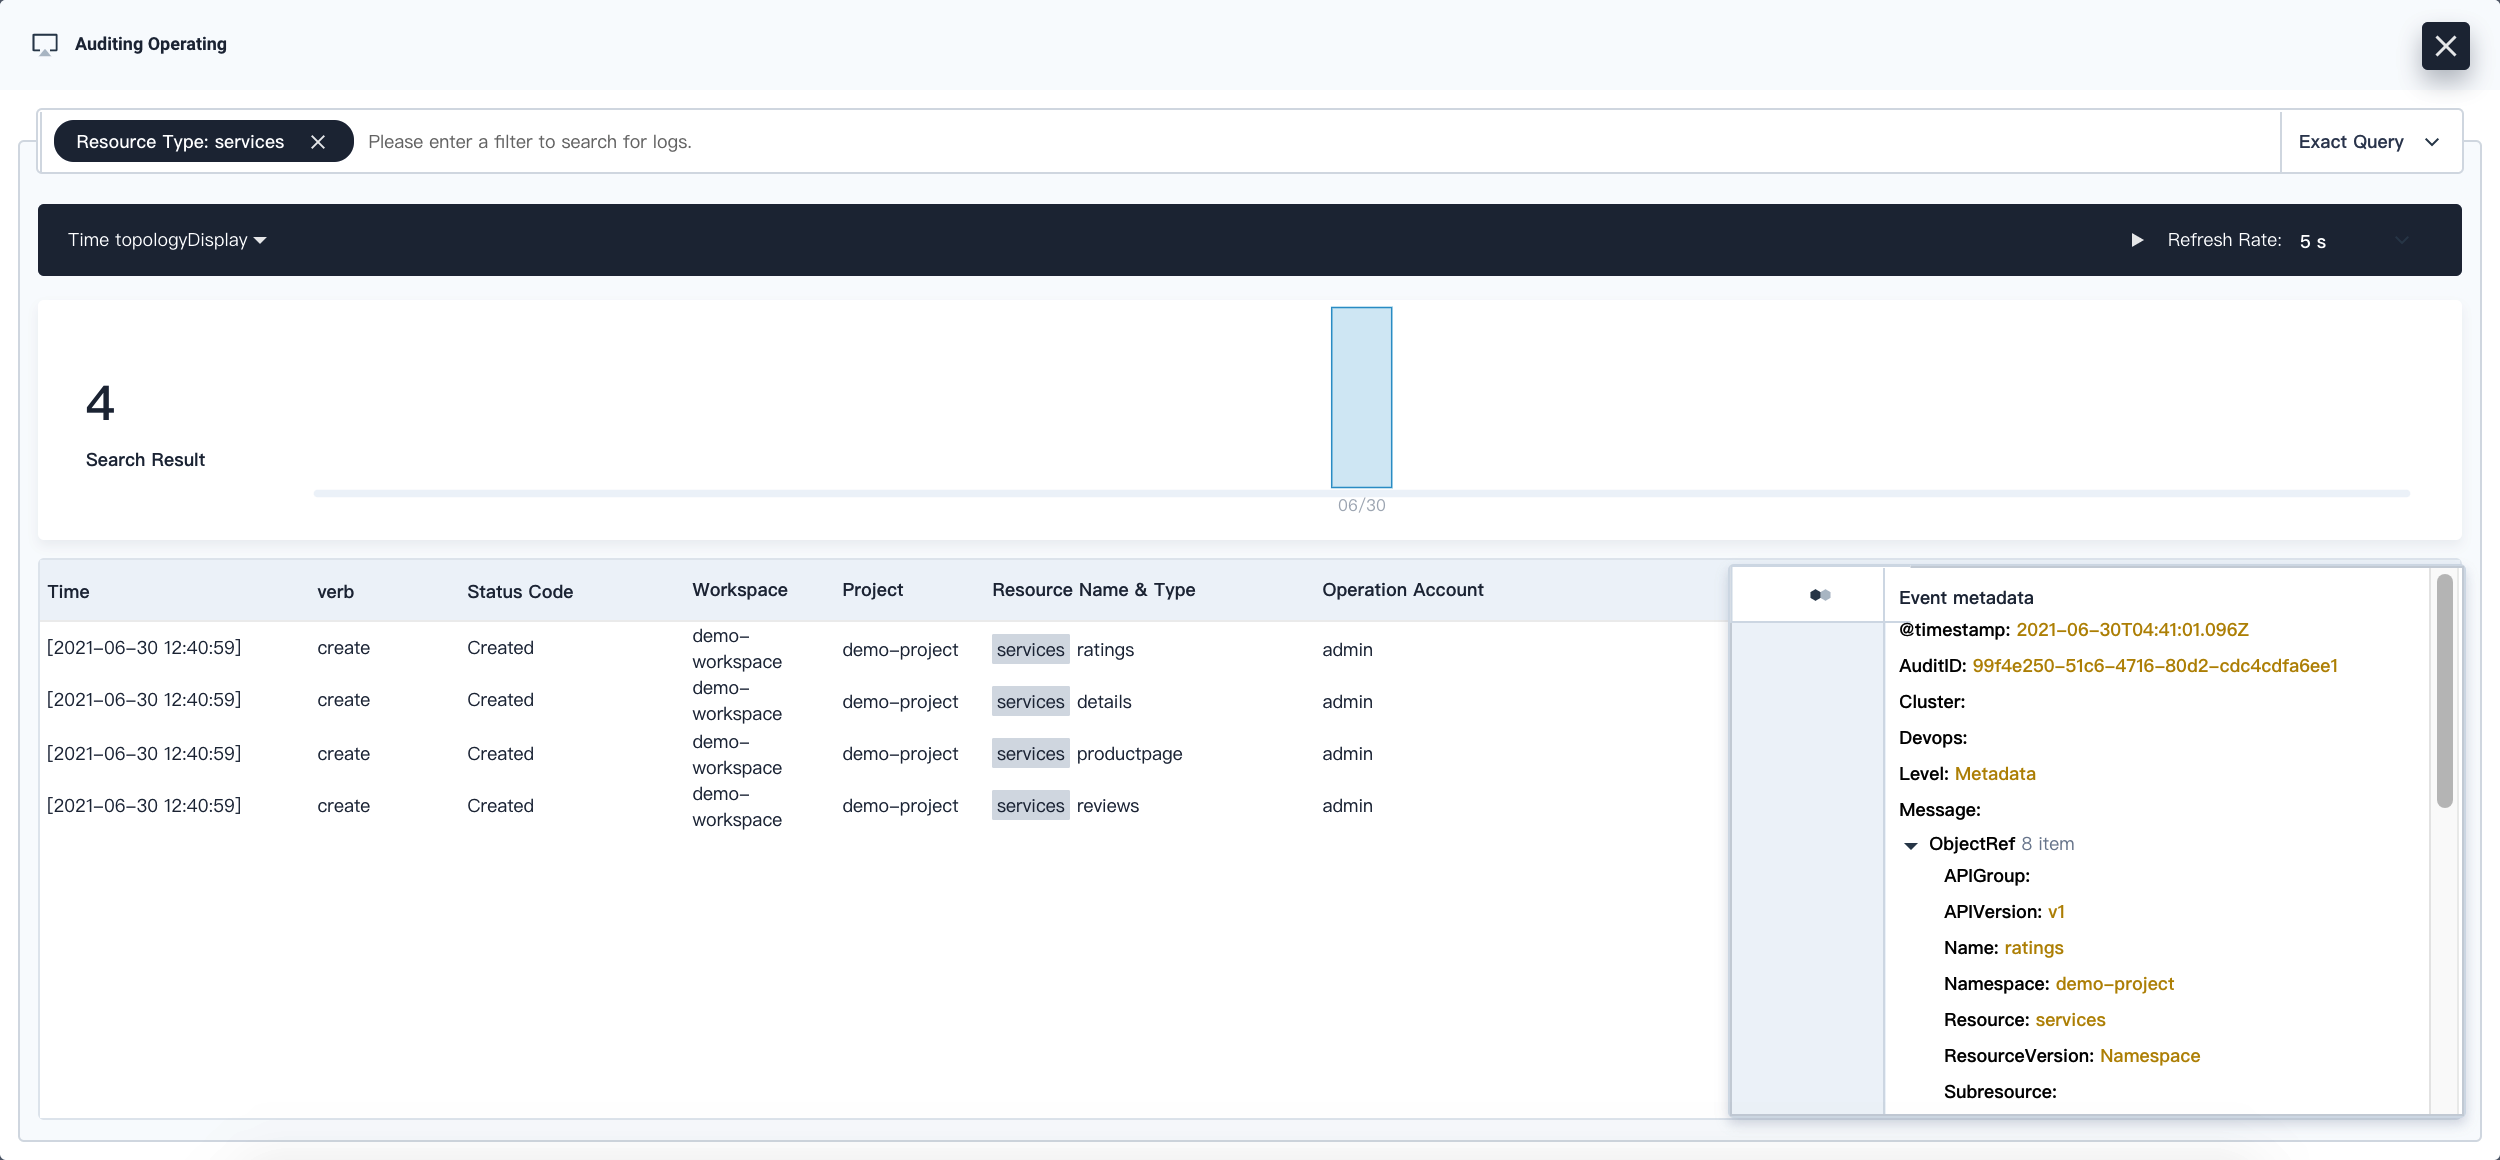 Auditing Operating
Resource Type: services
Please enter a filter to search for logs.
Exact Query
Time topologyDisplay
Refresh Rate: 5 s
4
Search Result
06/30
Time verb Status Code Workspace Project Resource Name & Type Operation Account
[2021-06-30 12:40:59] create Created demo-workspace demo-project services ratings admin
[2021-06-30 12:40:59] create Created demo-workspace demo-project services details admin
[2021-06-30 12:40:59] create Created demo-workspace demo-project services productpage admin
[2021-06-30 12:40:59] create Created demo-workspace demo-project services reviews admin
Event metadata
@timestamp: 2021-06-30T04:41:01.096Z
AuditID: 99f4e250-51c6-4716-80d2-cdc4cdfa6ee1
Cluster:
Devops:
Level: Metadata
Message:
ObjectRef 8 item
APIGroup:
APIVersion: v1
Name: ratings
Namespace: demo-project
Resource: services
ResourceVersion: Namespace
Subresource: